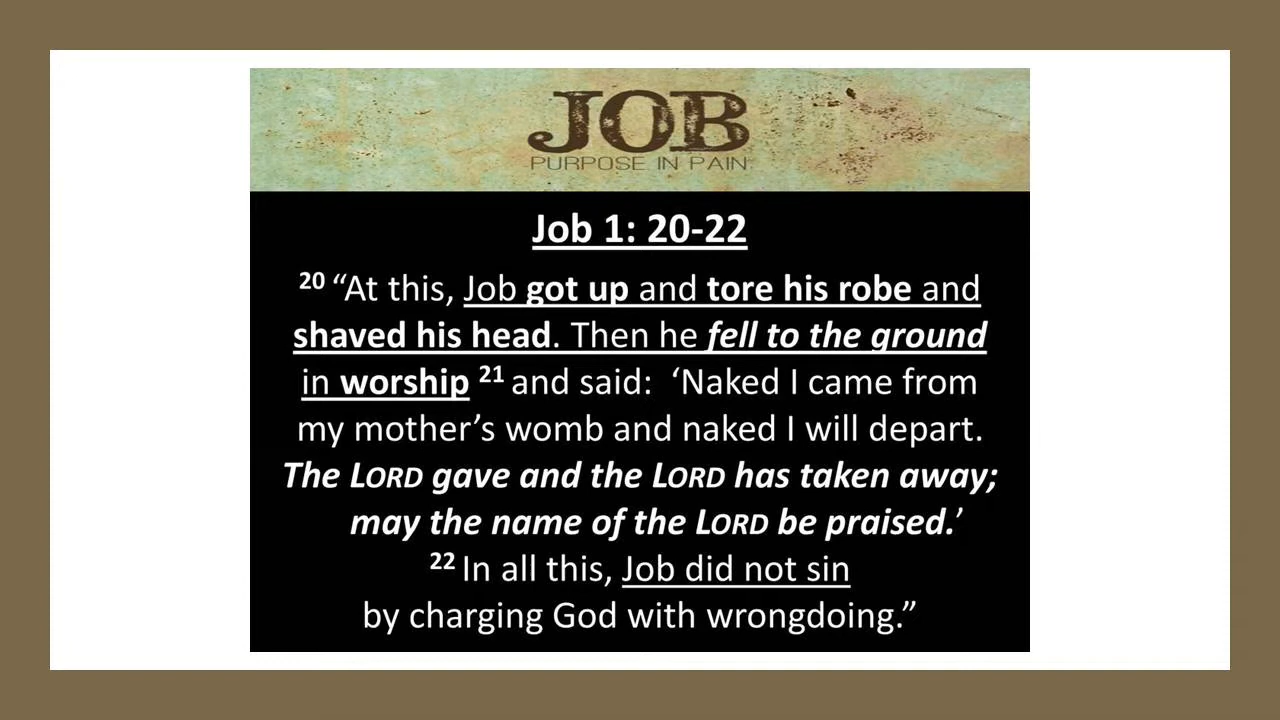 JOB
PURPOSE IN PAIN
Job 1: 20-22
20 “At this, Job got up and tore his robe and
shaved his head. Then he fell to the ground
in worship 21 and said:  ‘Naked I came from
my mother’s womb and naked I will depart.
The LORD gave and the LORD has taken away;
may the name of the LORD be praised.’
22 In all this, Job did not sin
by charging God with wrongdoing.”